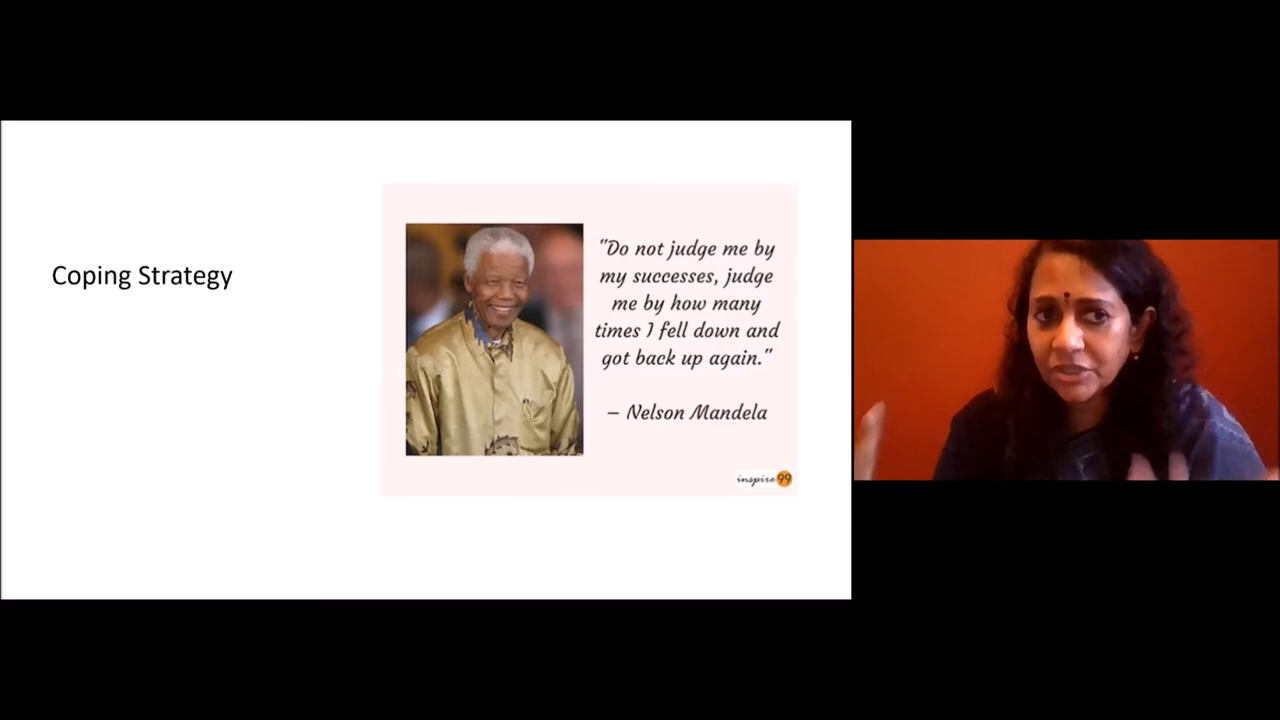 Coping Strategy
"Do not judge me by
my successes, judge
me by how many
times I fell down and
got back up again."
– Nelson Mandela
inspire99